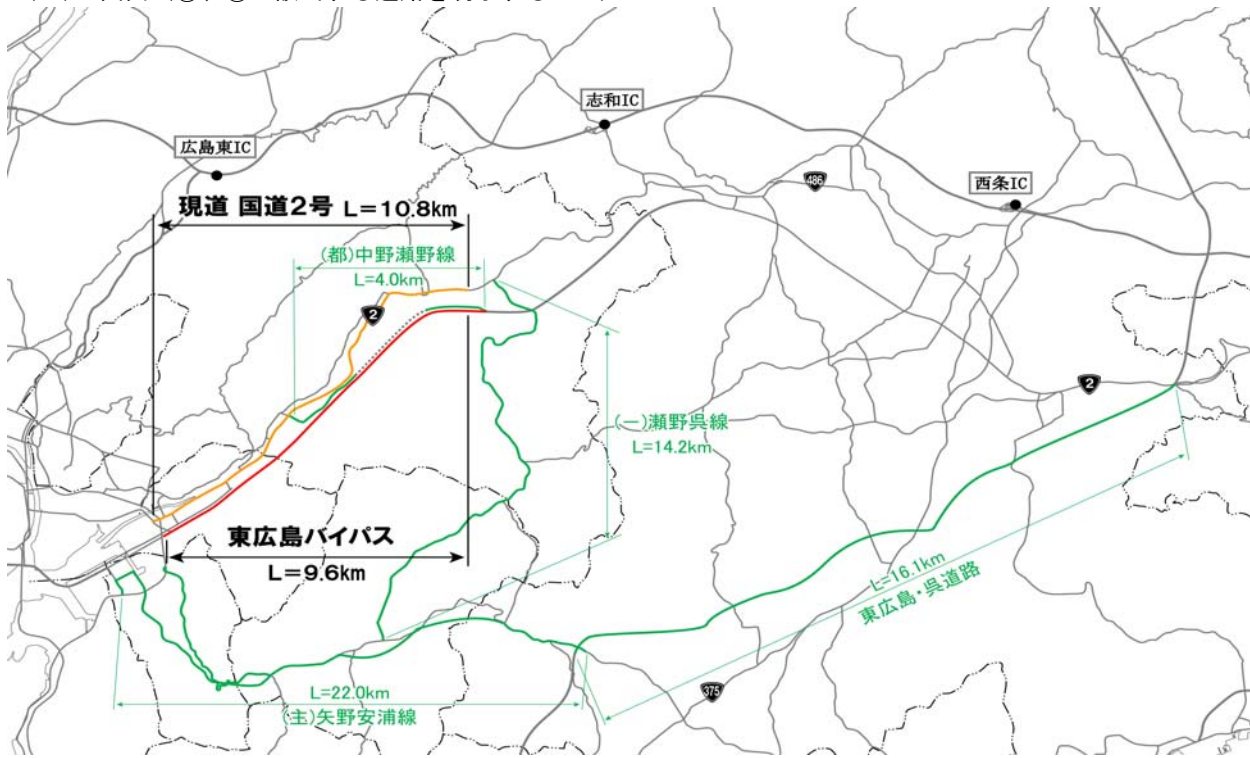 志和IC
広島東IC
486
西条IC
現道 国道2号 L=10.8km
(都)中野瀬野線
L=4.0km
2
2
(一)瀬野呉線
L=14.2km
東広島バイパス
L=9.6km
L=16.1km
東広島・呉道路
375
L=22.0km
(主)矢野安浦線